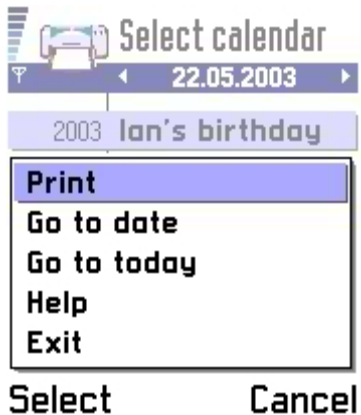 Select calendar
22.05.2003
2003 Ian's birthday
Print
Go to date
Go to today
Help
Exit
Select Cancel